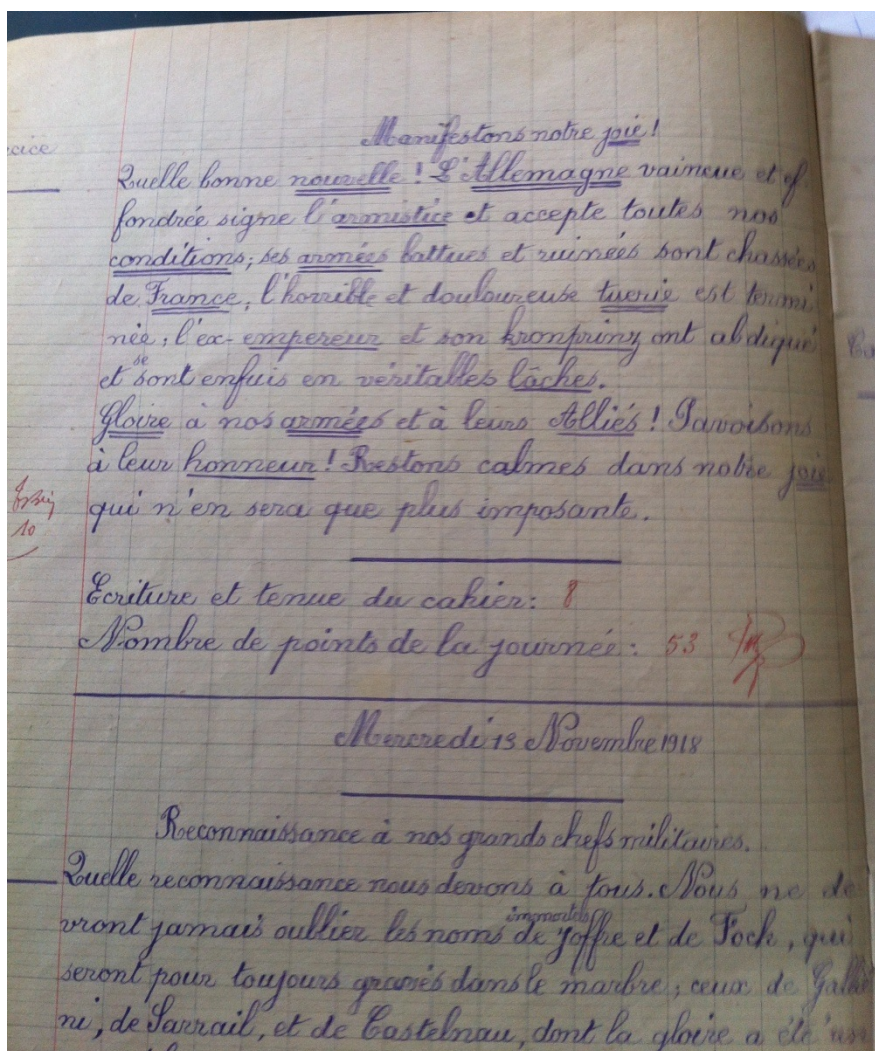 cice
Manifestons notre joie!
Quelle bonne nouvelle! L'Allemagne vaincue et ef
fondrée signe l'armistice et accepte toutes nos
conditions; ses armées battues et ruinées sont chassées
de France, l'horrible et douloureuse tuerie est termi
née; l'ex-empereur et son kronprinz ont abdiqué
se
et sont enfuis en véritables lâches.
Gloire à nos armées et à leurs Alliés! Pavoisons
à leur honneur! Restons calmes dans notre joie
qui n'en sera que plus imposante.
10
Ecriture et tenue du cahier: 8
Nombre de points de la journée: 53
Mercredi 13 Novembre 1918
Reconnaissance à nos grands chefs militaires.
Quelle reconnaissance nous devons à tous. Nous ne de
immortels
vront jamais oublier les noms de Joffre et de Foch, qui
seront pour toujours gravés dans le marbre; ceux de Gallié
ni, de Sarrail, et de Castelnau, dont la gloire a été